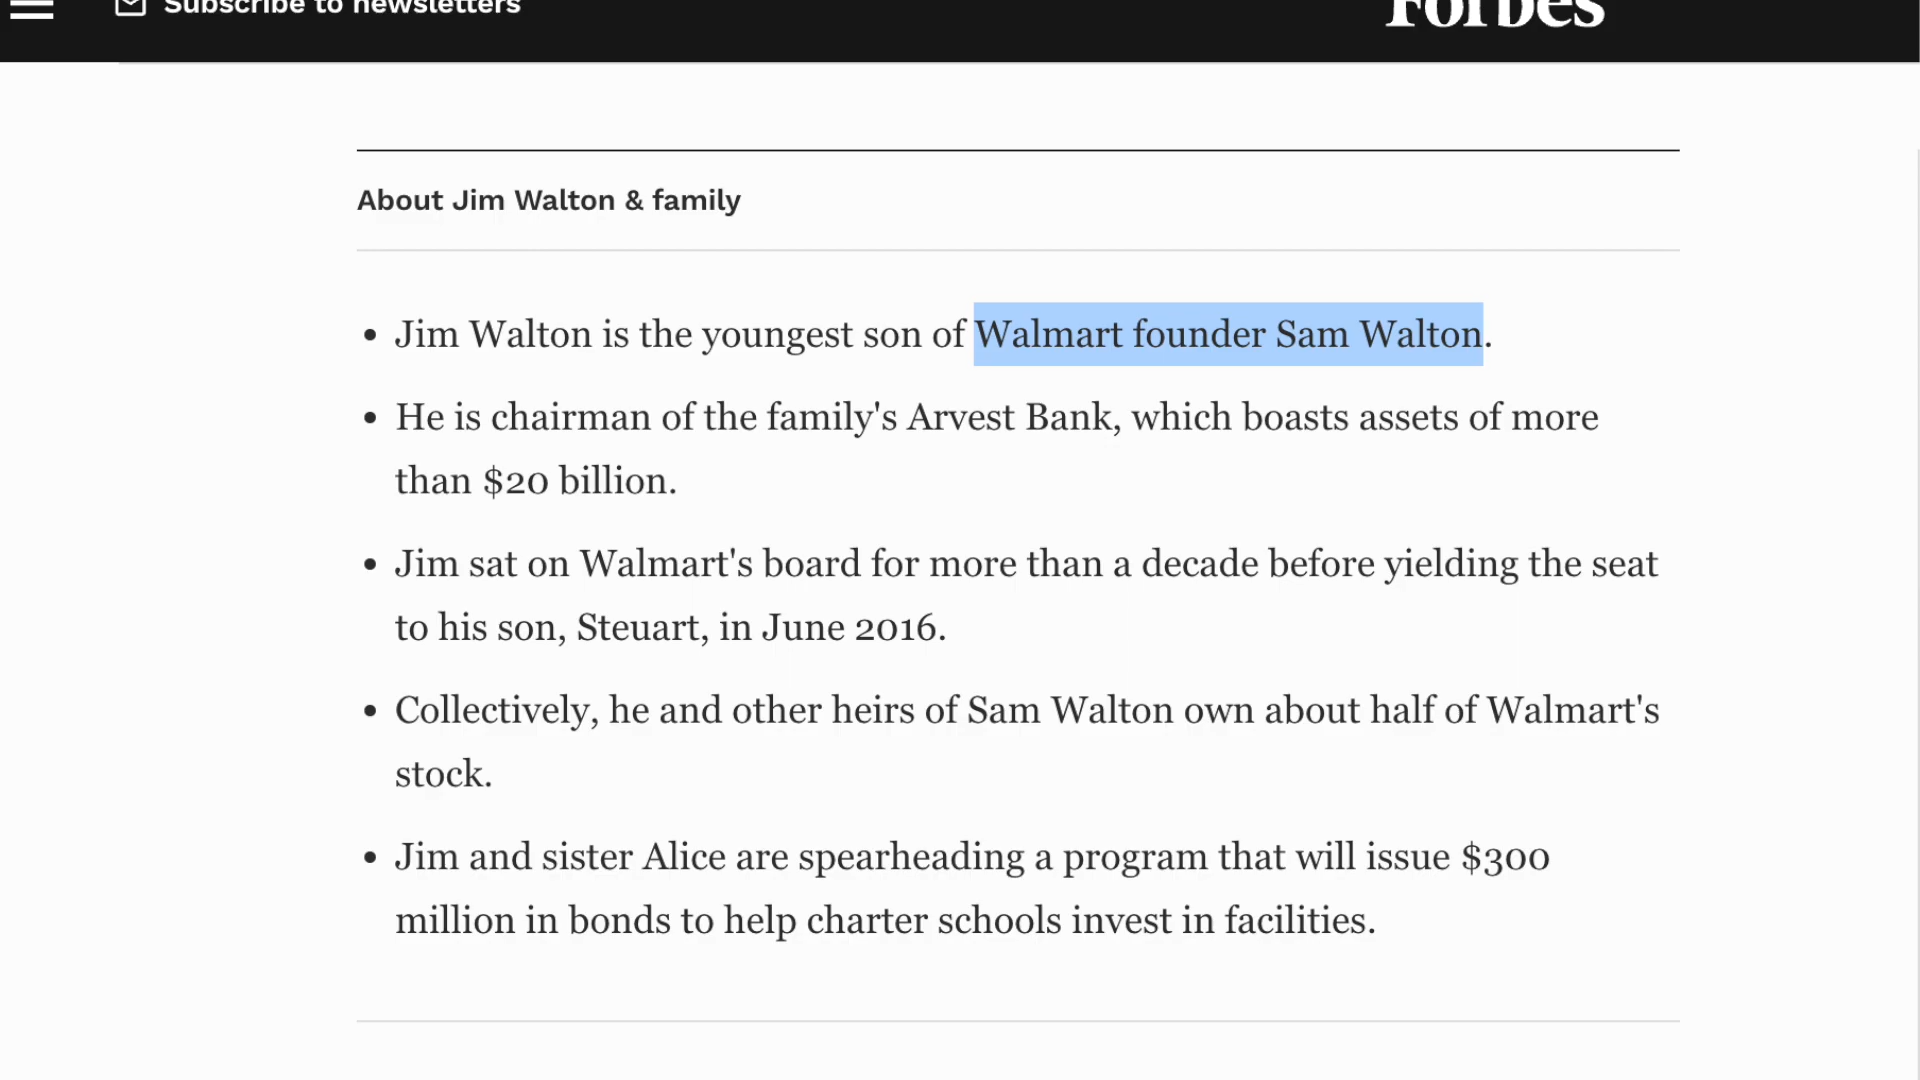 Subscribe to newsletters
Forbes
About Jim Walton & family
• Jim Walton is the youngest son of Walmart founder Sam Walton.
• He is chairman of the family's Arvest Bank, which boasts assets of more
than $20 billion.
• Jim sat on Walmart's board for more than a decade before yielding the seat
to his son, Steuart, in June 2016.
• Collectively, he and other heirs of Sam Walton own about half of Walmart's
stock.
• Jim and sister Alice are spearheading a program that will issue $300
million in bonds to help charter schools invest in facilities.